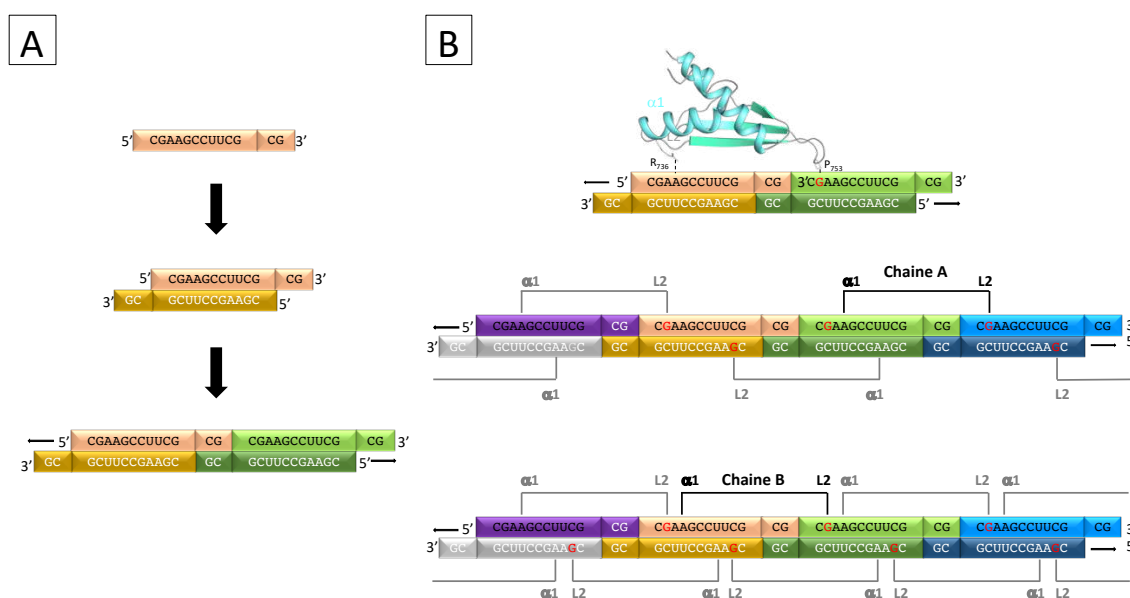 A
5’ CGAAGCCUUCG CG 3’
5’ CGAAGCCUUCG CG 3’
3’ GC GCUUCCGAAGC 5’
5’ CGAAGCCUUCG CG CGAAGCCUUCG CG 3’
3’ GC GCUUCCGAAGC GC GCUUCCGAAGC 5’
B
α1
L2
R736 P753
5’ CGAAGCCUUCG CG 3’CGAAGCCUUCG CG 3’
3’ GC GCUUCCGAAGC GC GCUUCCGAAGC 5’
α1 L2 α1 Chaine A L2
5’ CGAAGCCUUCG CG CGAAGCCUUCG CG CGAAGCCUUCG CG CGAAGCCUUCG CG 3’
3’ GC GCUUCCGAAGC GC GCUUCCGAAGC GC GCUUCCGAAGC GC GCUUCCGAAGC 5’
α1 L2 α1 L2
α1 L2 α1 Chaine B L2 α1 L2 α1
5’ CGAAGCCUUCG CG CGAAGCCUUCG CG CGAAGCCUUCG CG CGAAGCCUUCG CG 3’
3’ GC GCUUCCGAAGC GC GCUUCCGAAGC GC GCUUCCGAAGC GC GCUUCCGAAGC 5’
α1 L2 α1 L2 α1 L2 α1 L2